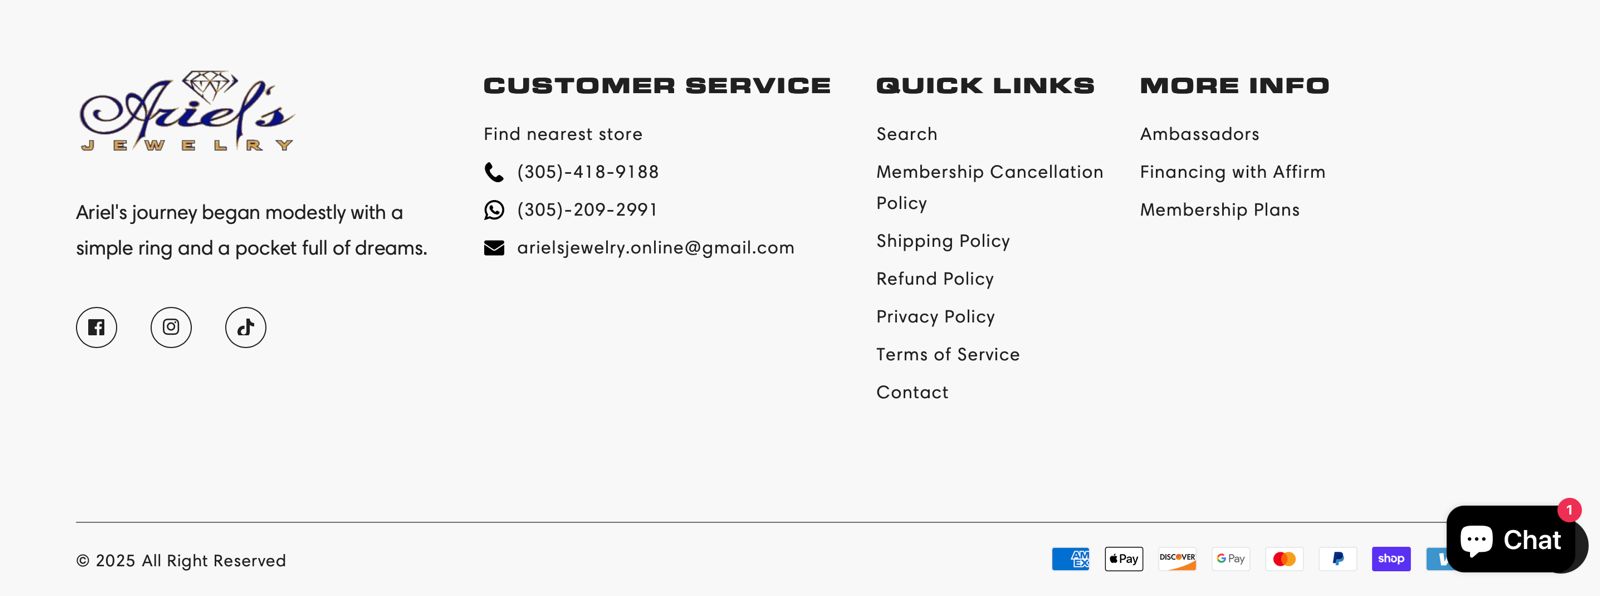 Ariel's
JEWELRY
Ariel's journey began modestly with a
simple ring and a pocket full of dreams.
CUSTOMER SERVICE
Find nearest store
(305)-418-9188
(305)-209-2991
arielsjewelry.online@gmail.com
QUICK LINKS
Search
Membership Cancellation
Policy
Shipping Policy
Refund Policy
Privacy Policy
Terms of Service
Contact
MORE INFO
Ambassadors
Financing with Affirm
Membership Plans
© 2025 All Right Reserved
AM
EX
Pay
DISCOVER
G Pay
shop
1
Chat